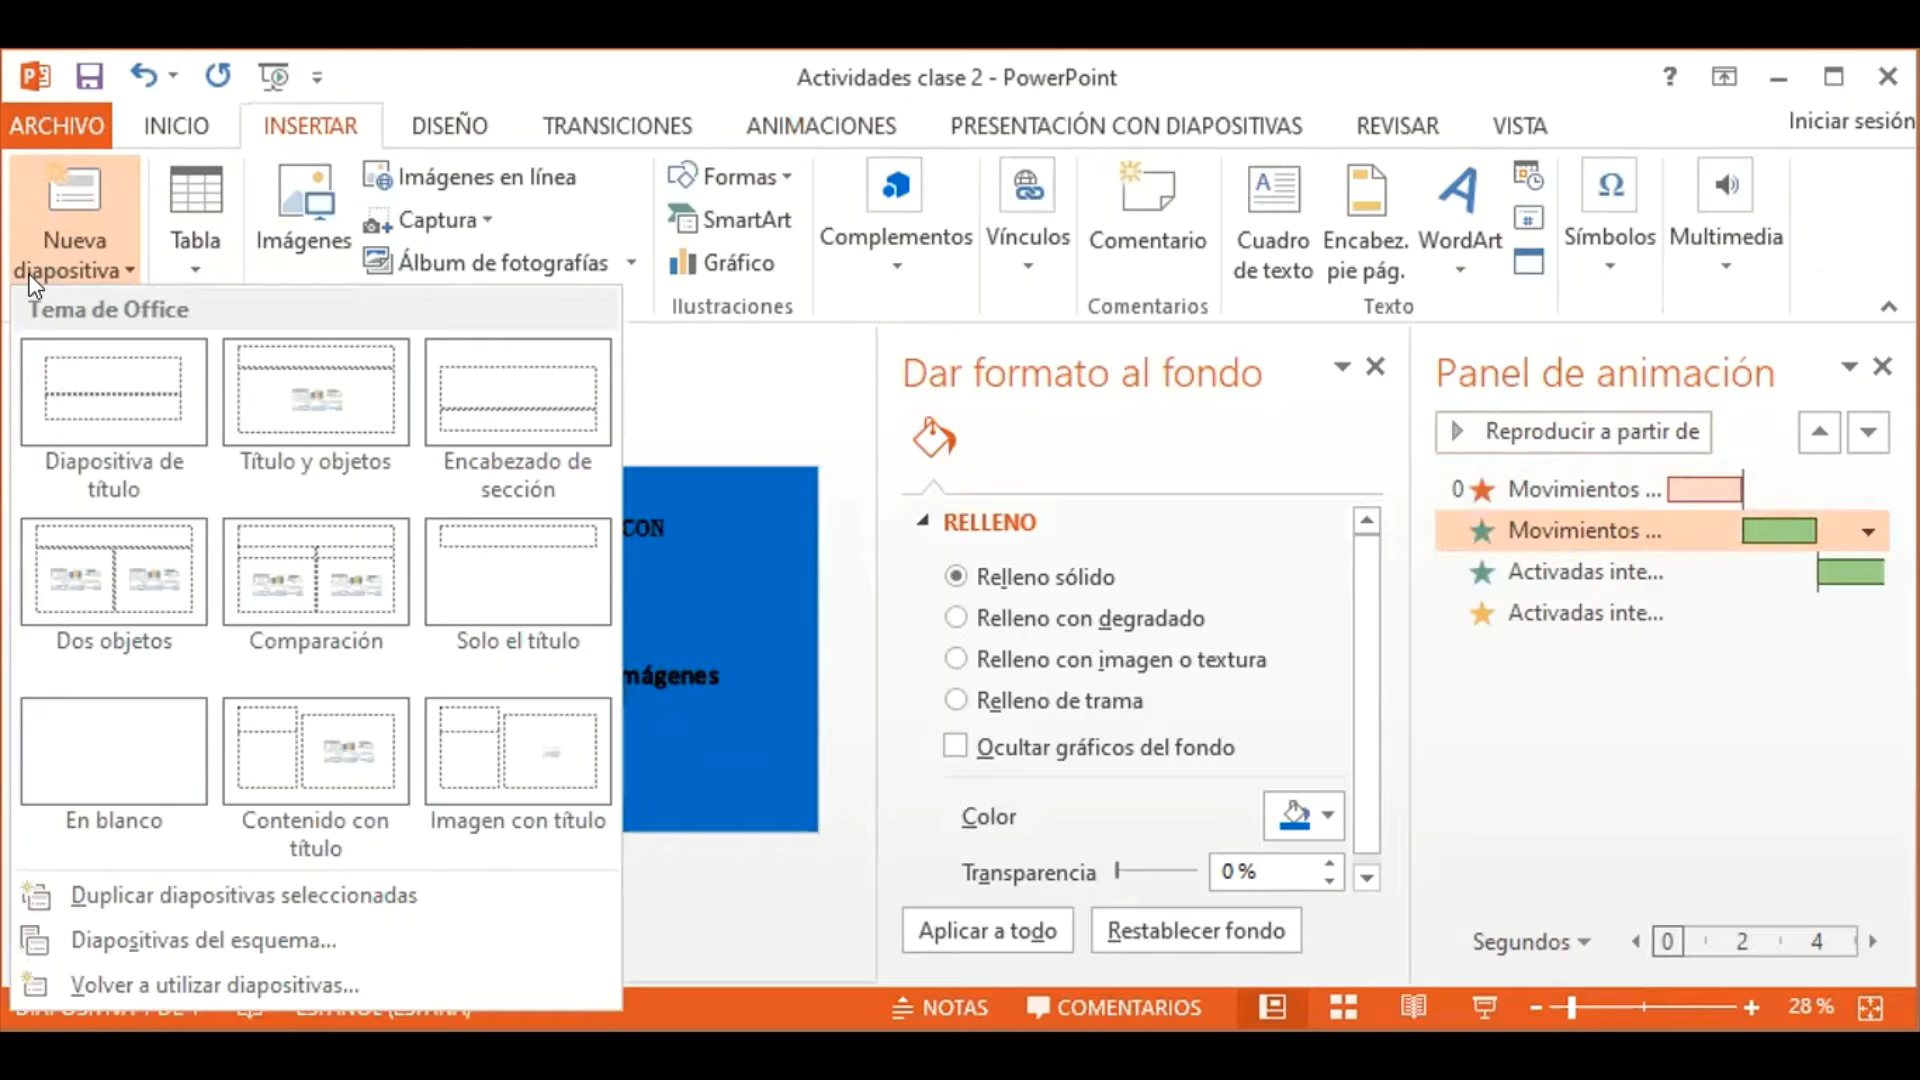 Actividades clase 2 - PowerPoint
?
ARCHIVO
INICIO
INSERTAR
DISEÑO
TRANSICIONES
ANIMACIONES
PRESENTACIÓN CON DIAPOSITIVAS
REVISAR
VISTA
Iniciar sesión
Nueva
diapositiva
Tabla
Imágenes
Imágenes en línea
Captura
Álbum de fotografías
Formas
SmartArt
Gráfico
Ilustraciones
Complementos
Vínculos
Comentario
Comentarios
Cuadro
de texto
Encabez.
pie pág.
WordArt
Texto
Símbolos
Multimedia
Tema de Office
Diapositiva de
título
Título y objetos
Encabezado de
sección
Dos objetos
Comparación
Solo el título
En blanco
Contenido con
título
Imagen con título
Duplicar diapositivas seleccionadas
Diapositivas del esquema...
Volver a utilizar diapositivas...
CON
mágenes
Dar formato al fondo
RELLENO
Relleno sólido
Relleno con degradado
Relleno con imagen o textura
Relleno de trama
Ocultar gráficos del fondo
Color
Transparencia
0 %
Aplicar a todo
Restablecer fondo
Panel de animación
Reproducir a partir de
0 Movimientos ...
Movimientos ...
Activadas inte...
Activadas inte...
Segundos
0 2 4
NOTAS
COMENTARIOS
28 %